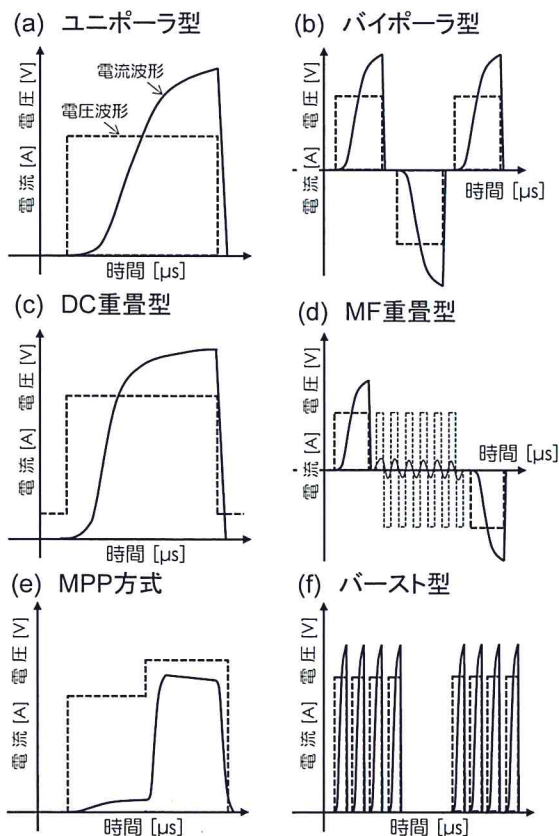 (a) ユニポーラ型
電流波形
電圧波形
電流 [A] 電圧 [V]
時間 [µs]
(b) バイポーラ型
電流 [A] 電圧 [V]
時間 [µs]
(c) DC重畳型
電流 [A] 電圧 [V]
時間 [µs]
(d) MF重畳型
電流 [A] 電圧 [V]
時間 [µs]
(e) MPP方式
電流 [A] 電圧 [V]
時間 [µs]
(f) バースト型
電流 [A] 電圧 [V]
時間 [µs]